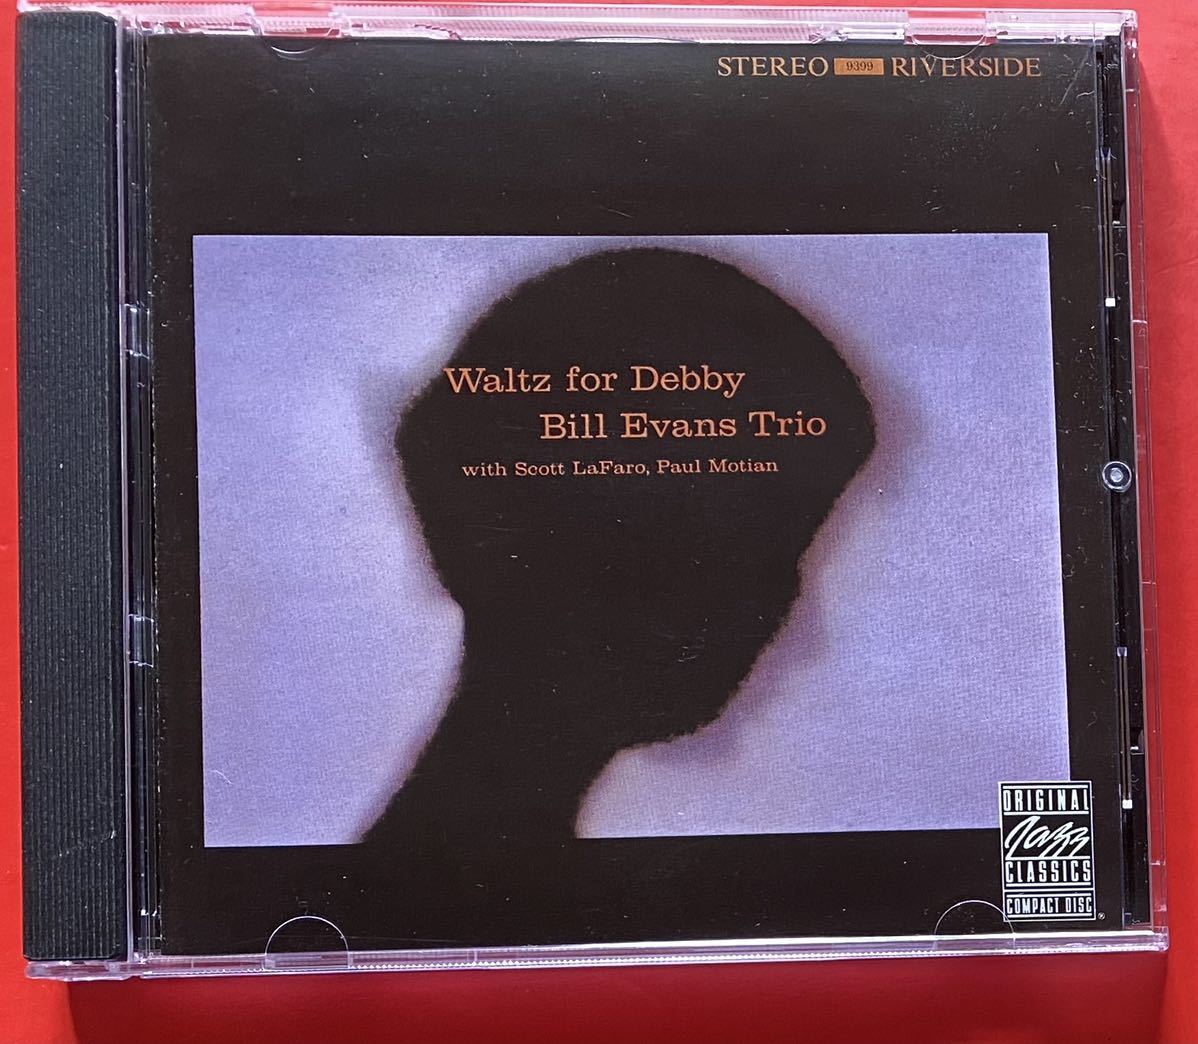 STEREO 9399 RIVERSIDE
Waltz for Debby
Bill Evans Trio
with Scott LaFaro, Paul Motian
ORIGINAL
Jazz
CLASSICS
COMPACT DISC
®